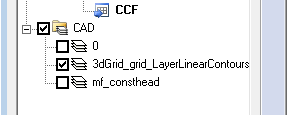 CCF
CAD
0
3dGrid_grid_LayerLinearContours
mf_consthead